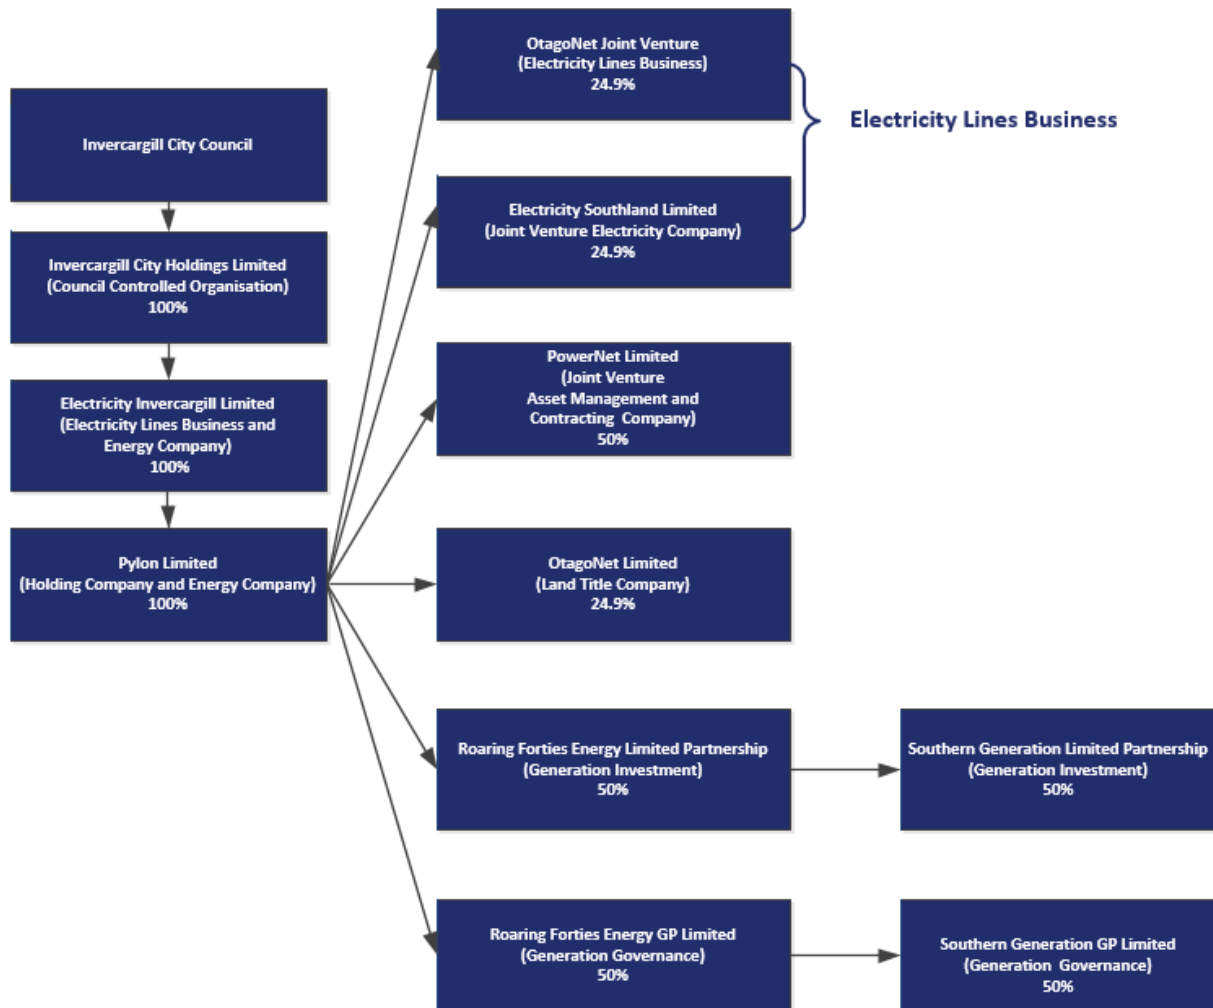 Invercargill City Council
Invercargill City Holdings Limited
(Council Controlled Organisation)
100%
Electricity Invercargill Limited
(Electricity Lines Business and
Energy Company)
100%
Pylon Limited
(Holding Company and Energy Company)
100%
OtagoNet Joint Venture
(Electricity Lines Business)
24.9%
Electricity Southland Limited
(Joint Venture Electricity Company)
24.9%
Electricity Lines Business
PowerNet Limited
(Joint Venture
Asset Management and
Contracting Company)
50%
OtagoNet Limited
(Land Title Company)
24.9%
Roaring Forties Energy Limited Partnership
(Generation Investment)
50%
Southern Generation Limited Partnership
(Generation Investment)
50%
Roaring Forties Energy GP Limited
(Generation Governance)
50%
Southern Generation GP Limited
(Generation Governance)
50%